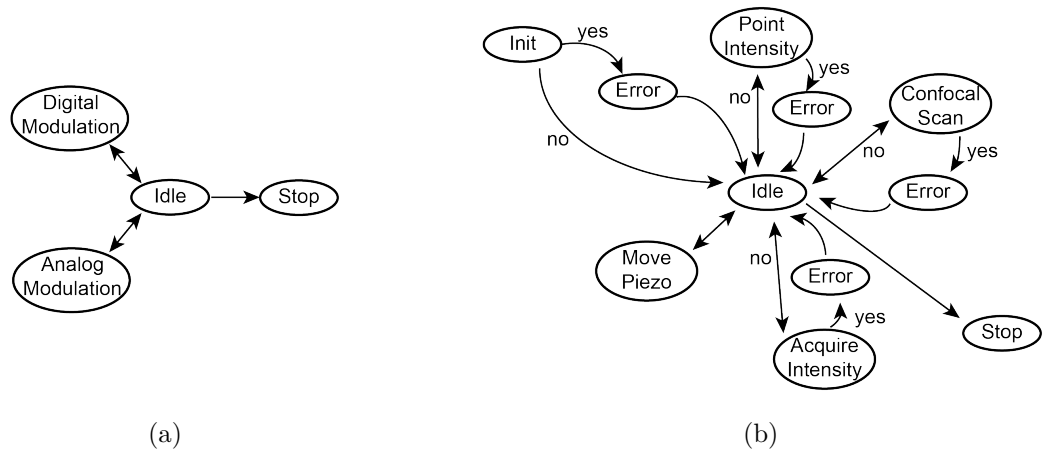 Digital
Modulation
Idle
Stop
Analog
Modulation
(a)
Init
yes
Error
no
Point
Intensity
yes
no
Error
Confocal
Scan
no
yes
Error
Idle
Move
Piezo
no
Error
yes
Acquire
Intensity
Stop
(b)